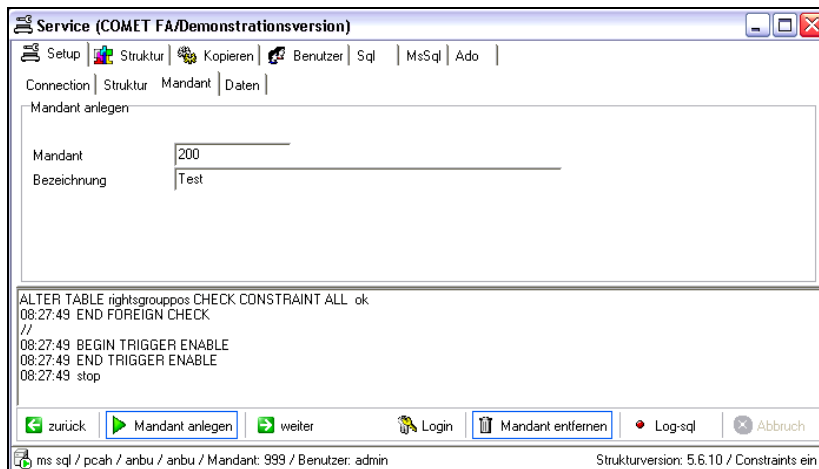 Service (COMET FA/Demonstrationsversion)
Setup Struktur Kopieren Benutzer Sql MsSql Ado
Connection Struktur Mandant Daten
Mandant anlegen
Mandant 200
Bezeichnung Test
ALTER TABLE rightsgrouppos CHECK CONSTRAINT ALL ok
08:27:49 END FOREIGN CHECK
//
08:27:49 BEGIN TRIGGER ENABLE
08:27:49 END TRIGGER ENABLE
08:27:49 stop
zurück Mandant anlegen weiter Login Mandant entfernen Log-sql Abbruch
ms sql / pcah / anbu / anbu / Mandant: 999 / Benutzer: admin Strukturversion: 5.6.10 / Constraints ein